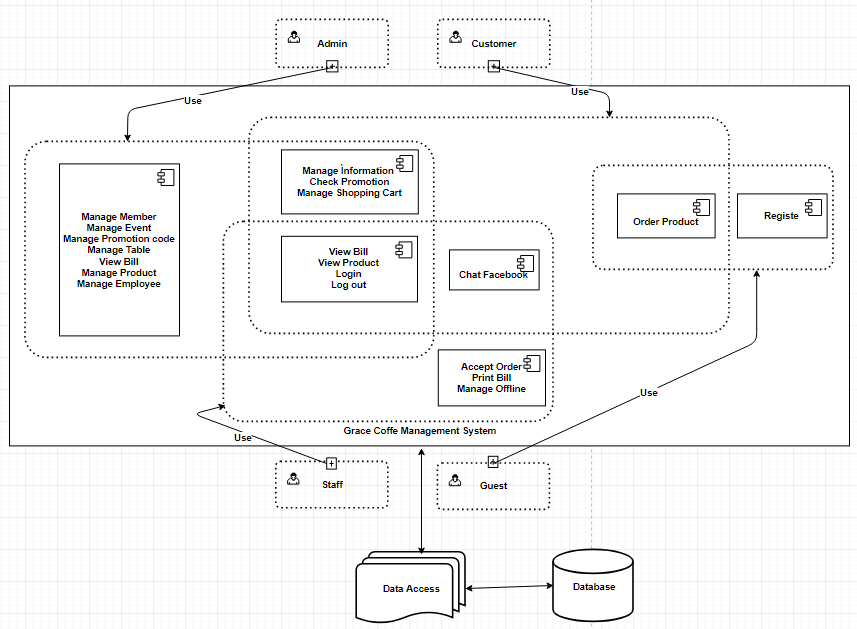 Admin
Customer
Use
Use
Manage Information
Check Promotion
Manage Shopping Cart
Manage Member
Manage Event
Manage Promotion code
Manage Table
View Bill
Manage Product
Manage Employee
Order Product
Registe
View Bill
View Product
Login
Log out
Chat Facebook
Accept Order
Print Bill
Manage Offline
Use
Grace Coffe Management System
Use
Staff
Guest
Data Access
Database